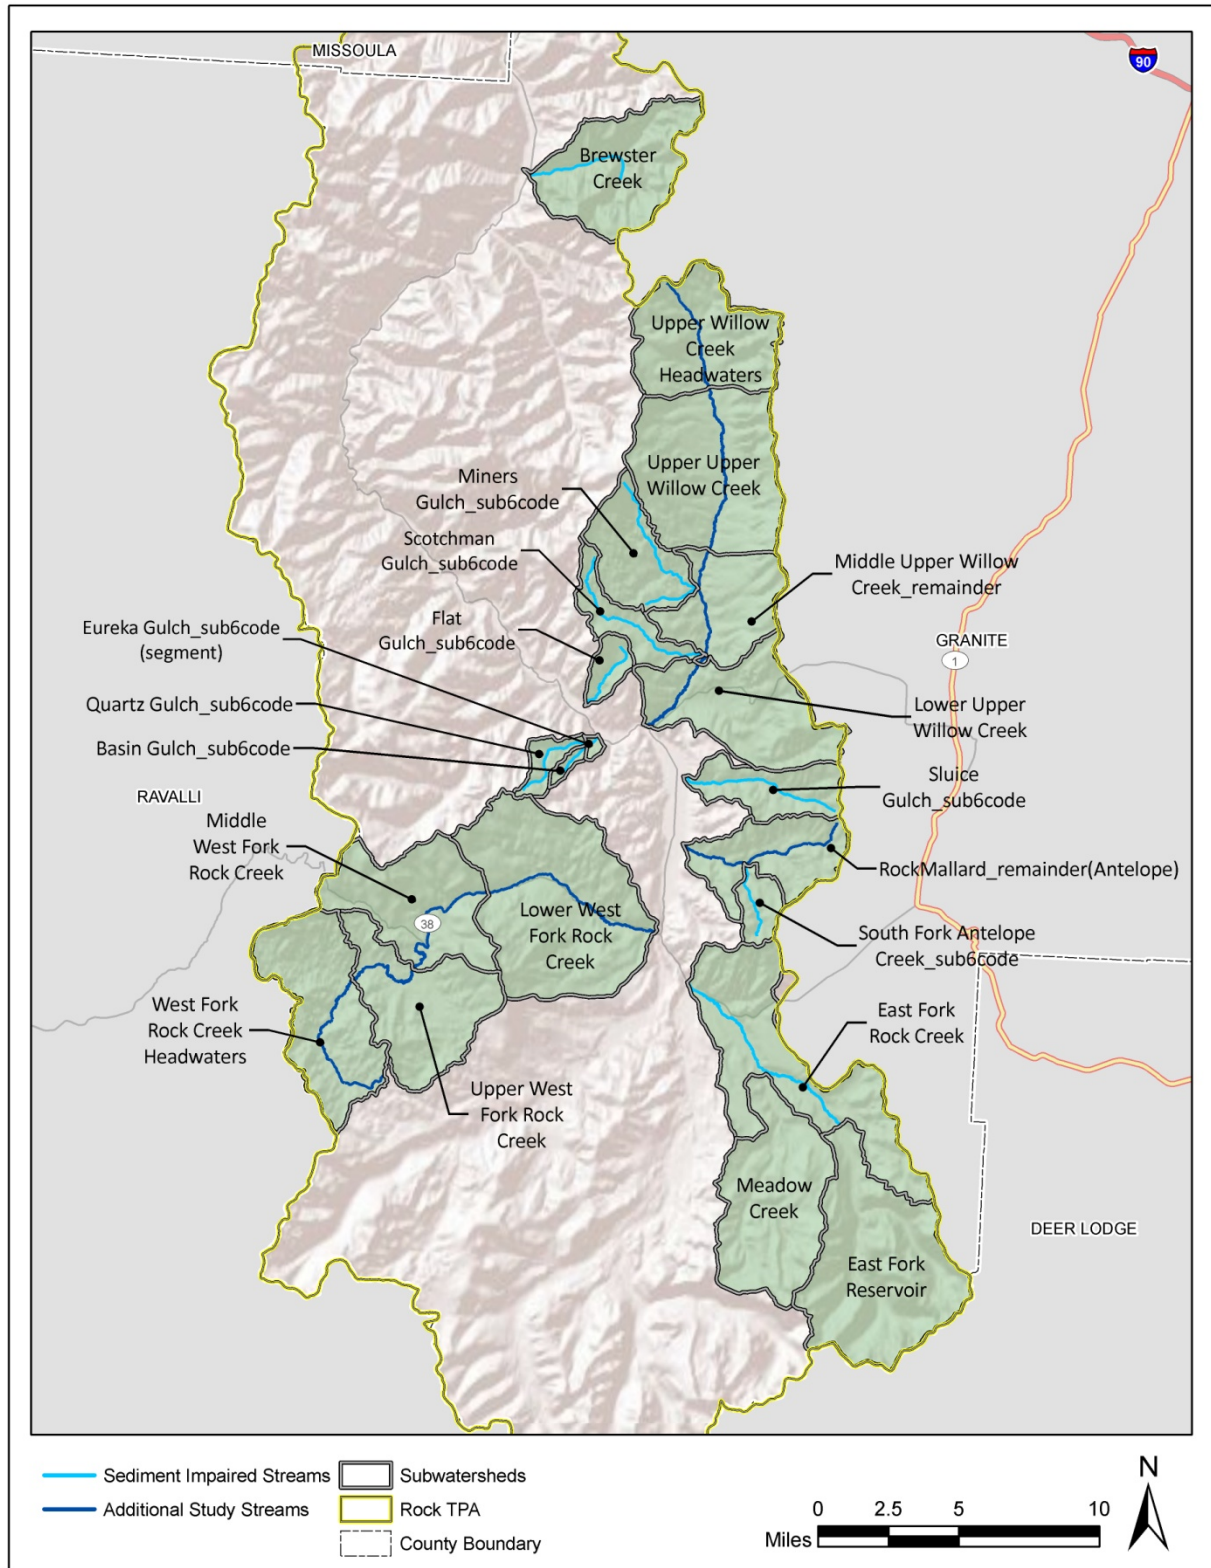 MISSOULA
90
Brewster
Creek
Upper Willow
Creek
Headwaters
Upper Upper
Willow Creek
Miners
Gulch_sub6code
Scotchman
Gulch_sub6code
Middle Upper Willow
Creek_remainder
Flat
Gulch_sub6code
Eureka Gulch_sub6code
(segment)
GRANITE
1
Quartz Gulch_sub6code
Lower Upper
Willow Creek
Basin Gulch_sub6code
Sluice
Gulch_sub6code
RAVALLI
Middle
West Fork
Rock Creek
RockMallard_remainder(Antelope)
38
Lower West
Fork Rock
Creek
South Fork Antelope
Creek_sub6code
West Fork
Rock Creek
Headwaters
East Fork
Rock Creek
Upper West
Fork Rock
Creek
Meadow
Creek
DEER LODGE
East Fork
Reservoir
Sediment Impaired Streams
Additional Study Streams
Subwatersheds
Rock TPA
County Boundary
0 2.5 5 10
Miles
N